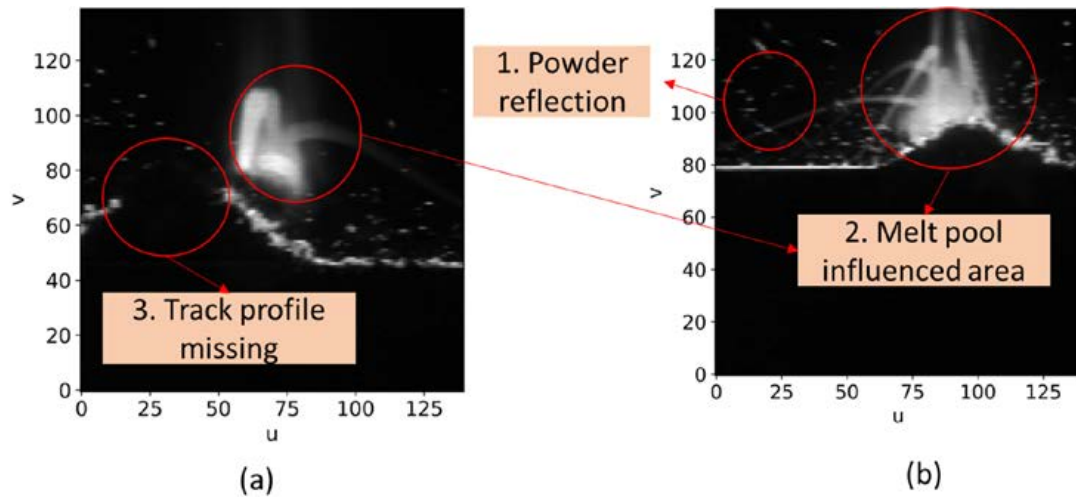 120
100
80
60
40
20
0
v
0
25
50
75
100
125
u
(a)
3. Track profile
missing
1. Powder
reflection
2. Melt pool
influenced area
120
100
80
60
40
20
0
v
0
25
50
75
100
125
u
(b)